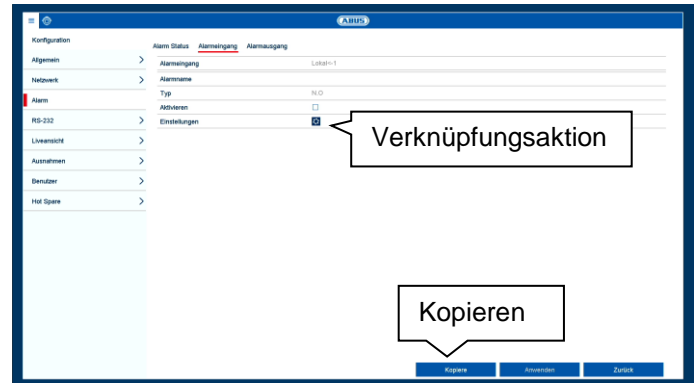 ABUS
Konfiguration
Alarm Status Alarmeingang Alarmausgang
Allgemein
Alarmeingang Lokal<-1
Netzwerk
Alarmname
Alarm
Typ N.O
Aktivieren
RS-232
Einstellungen
Verknüpfungsaktion
Liveansicht
Ausnahmen
Benutzer
Hot Spare
Kopieren
Kopiere Anwenden Zurück